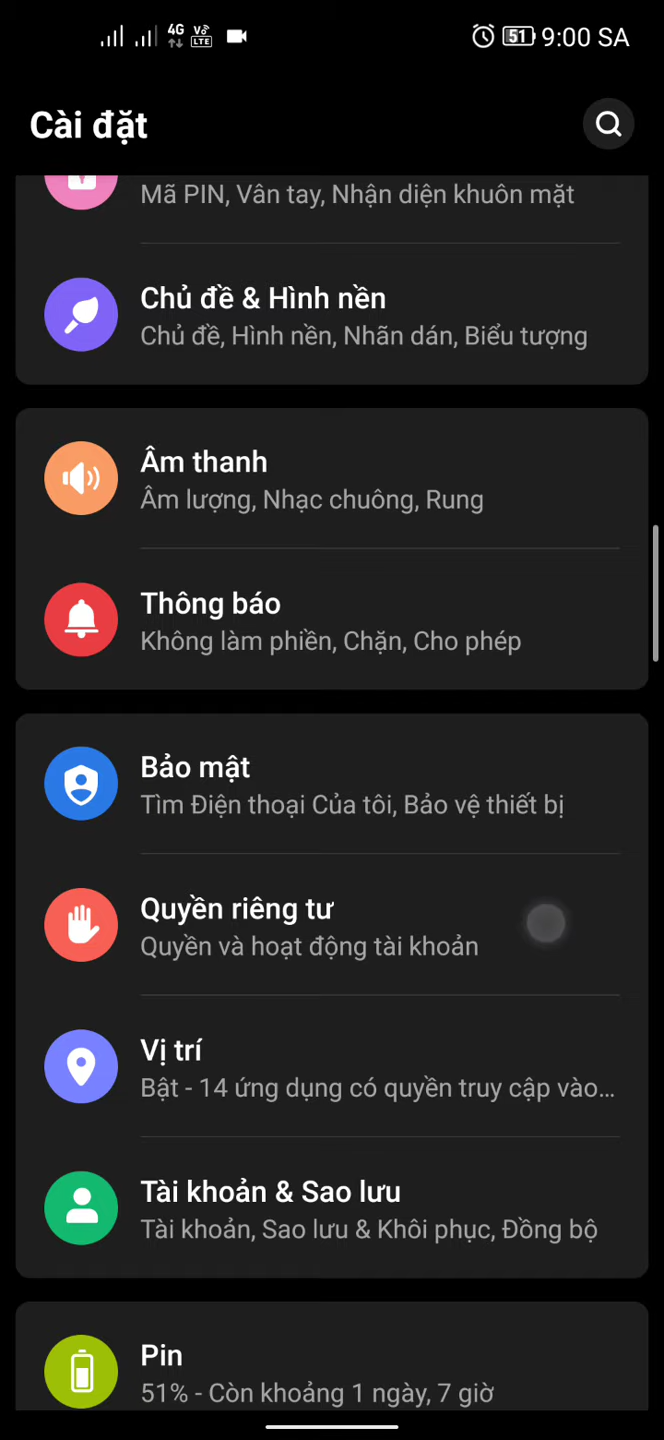 4G VoLTE 51 9:00 SA
Cài đặt
Mã PIN, Vân tay, Nhận diện khuôn mặt
Chủ đề & Hình nền
Chủ đề, Hình nền, Nhãn dán, Biểu tượng
Âm thanh
Âm lượng, Nhạc chuông, Rung
Thông báo
Không làm phiền, Chặn, Cho phép
Bảo mật
Tìm Điện thoại Của tôi, Bảo vệ thiết bị
Quyền riêng tư
Quyền và hoạt động tài khoản
Vị trí
Bật - 14 ứng dụng có quyền truy cập vào...
Tài khoản & Sao lưu
Tài khoản, Sao lưu & Khôi phục, Đồng bộ
Pin
51% - Còn khoảng 1 ngày, 7 giờ